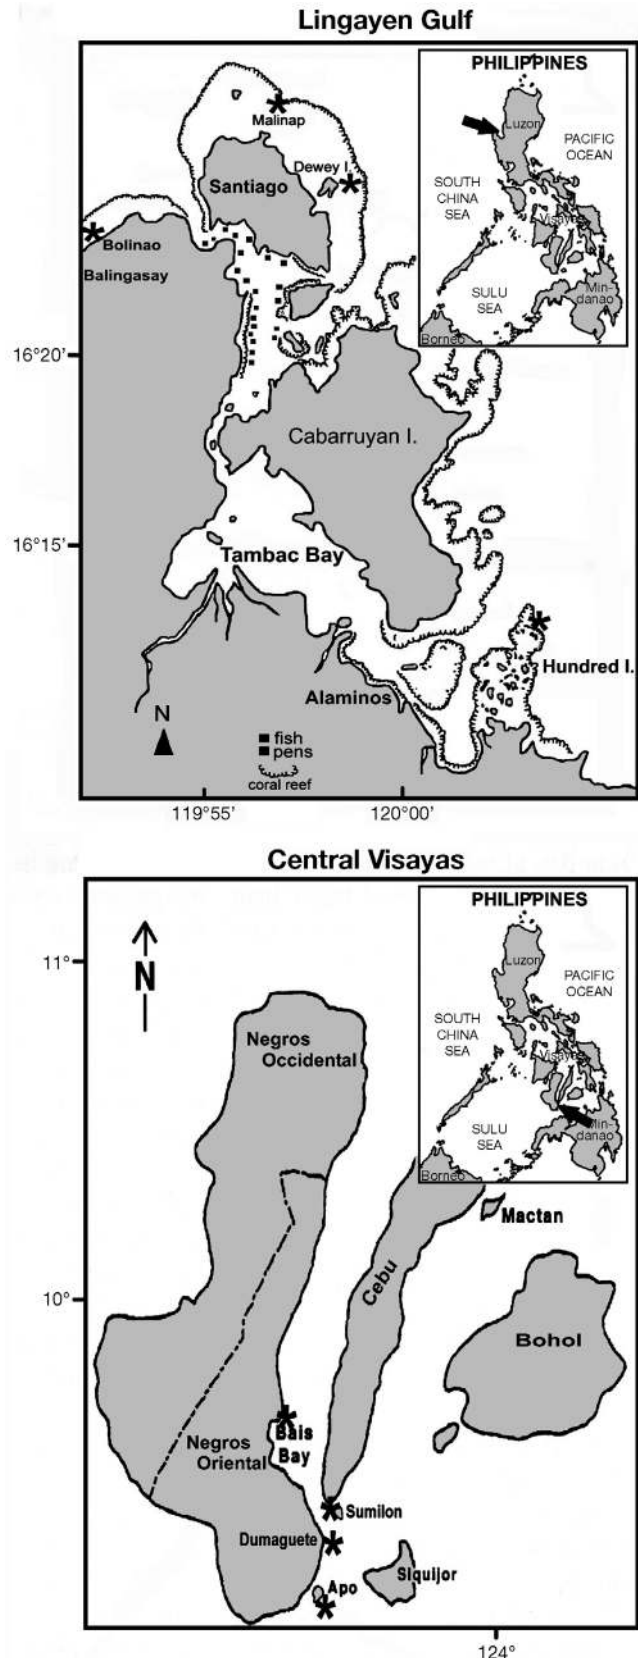 Lingayen Gulf
PHILIPPINES
Luzon
PACIFIC
OCEAN
SOUTH
CHINA
SEA
Visayas
SULU
SEA
Min-
danao
Borneo
Malinap
Dewey I.
Santiago
Bolinao
Balingasay
16°20'
Cabarruyan I.
16°15'
Tambac Bay
Hundred I.
Alaminos
N
fish
pens
coral reef
119°55'
120°00'
Central Visayas
PHILIPPINES
Luzon
PACIFIC
OCEAN
SOUTH
CHINA
SEA
Visayas
SULU
SEA
Min-
danao
Borneo
11°
N
Negros
Occidental
Mactan
Cebu
10°
Bohol
Bais
Bay
Negros
Oriental
Sumilon
Dumaguete
Apo
Siquijor
124°